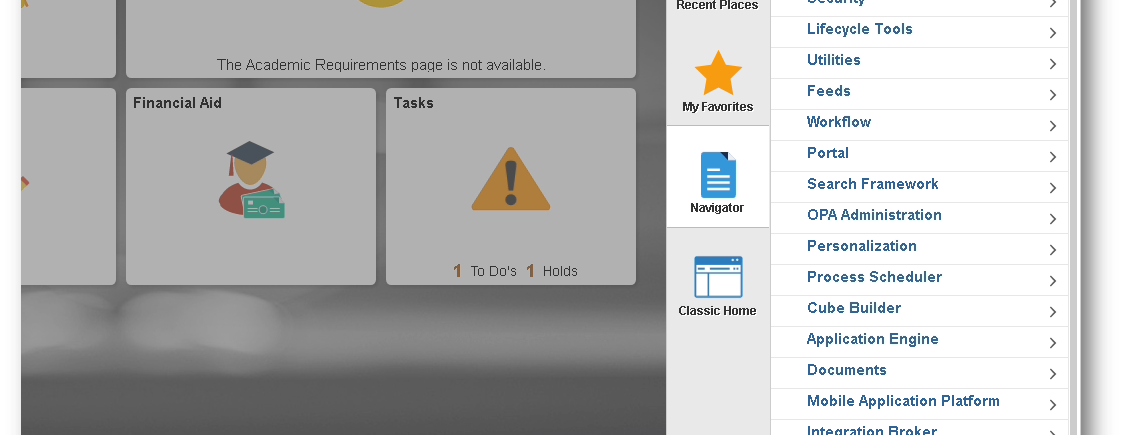 The Academic Requirements page is not available.
Financial Aid
Tasks
1 To Do's 1 Holds
Recent Places
My Favorites
Navigator
Classic Home
Security
Lifecycle Tools
Utilities
Feeds
Workflow
Portal
Search Framework
OPA Administration
Personalization
Process Scheduler
Cube Builder
Application Engine
Documents
Mobile Application Platform
Integration Broker